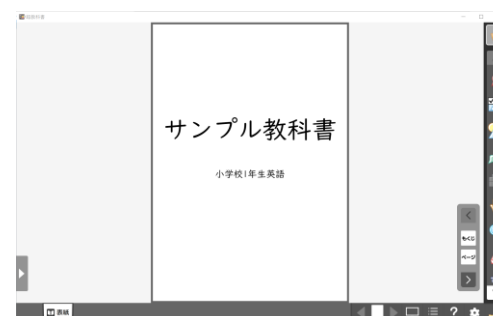 サンプル教科書
小学校1年生英語
もくじ
ページ
表紙
?